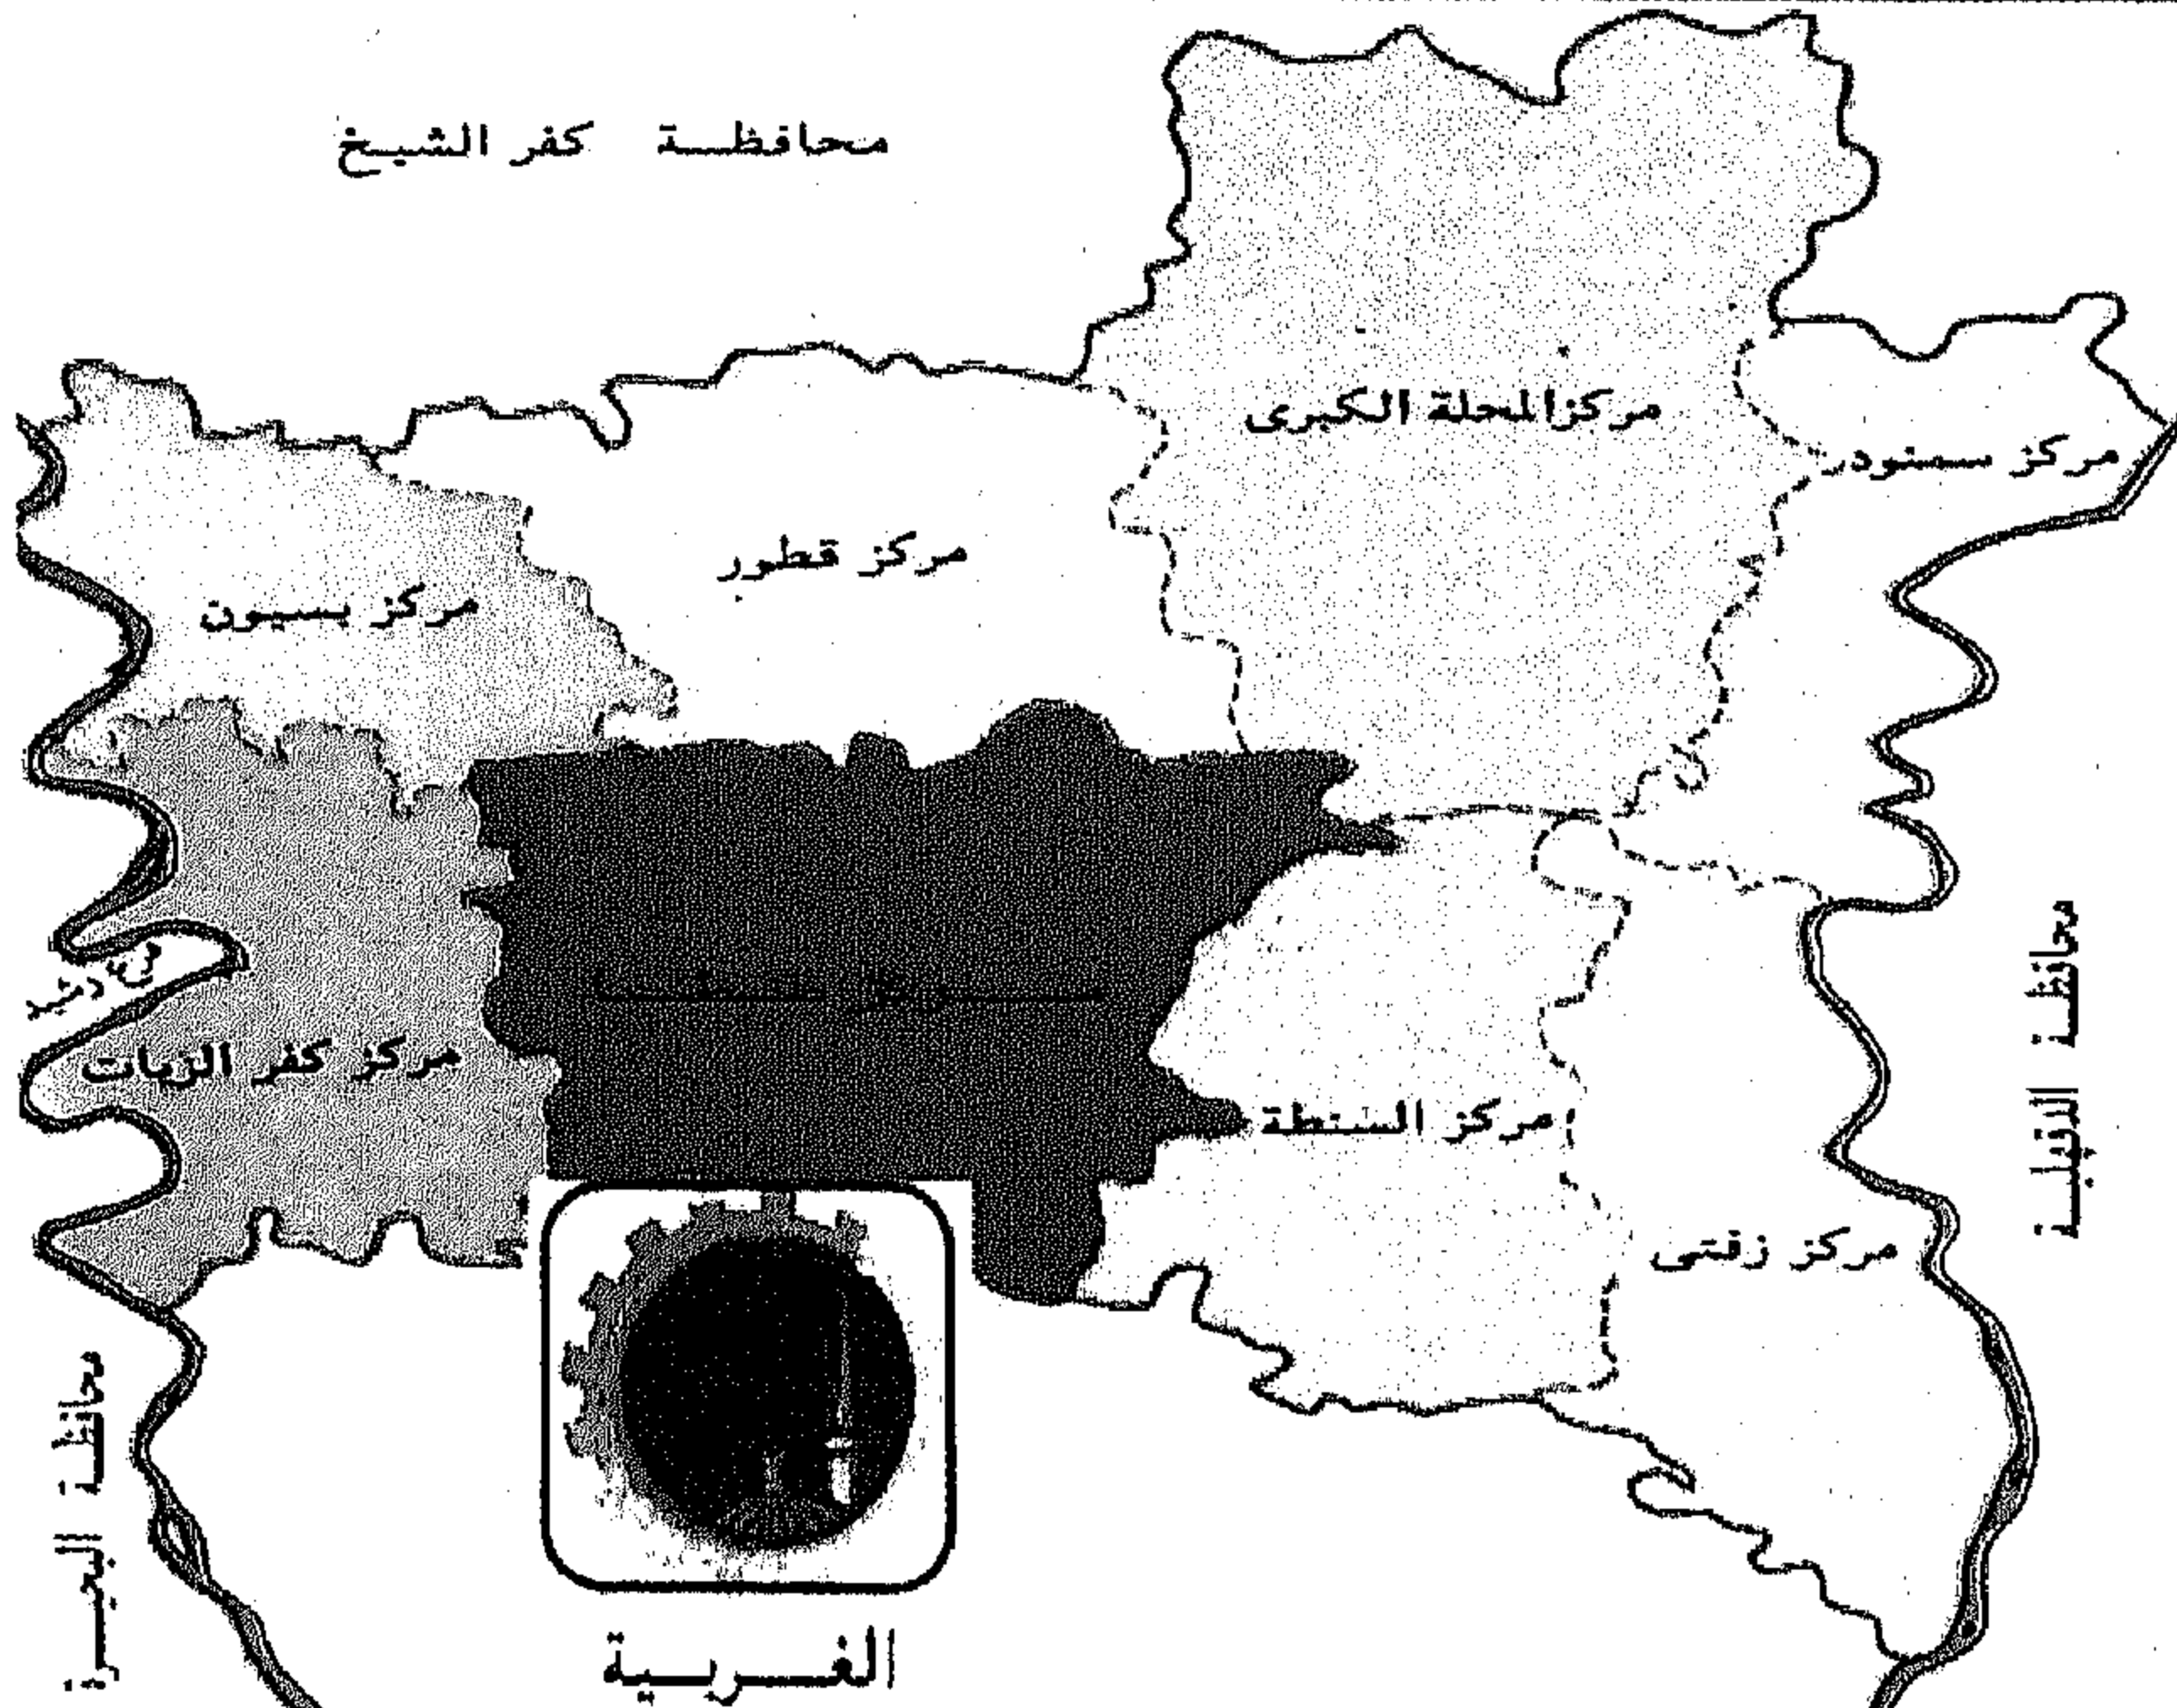 محافظة كفر الشيخ
مركز المحلة الكبرى
مركز سمنود
مركز قطور
مركز بسيون
فرع رشيد
مركز كفر الزيات
مركز السنطة
مركز زفتى
محافظة الدقهلية
محافظة البحيرة
الغربية